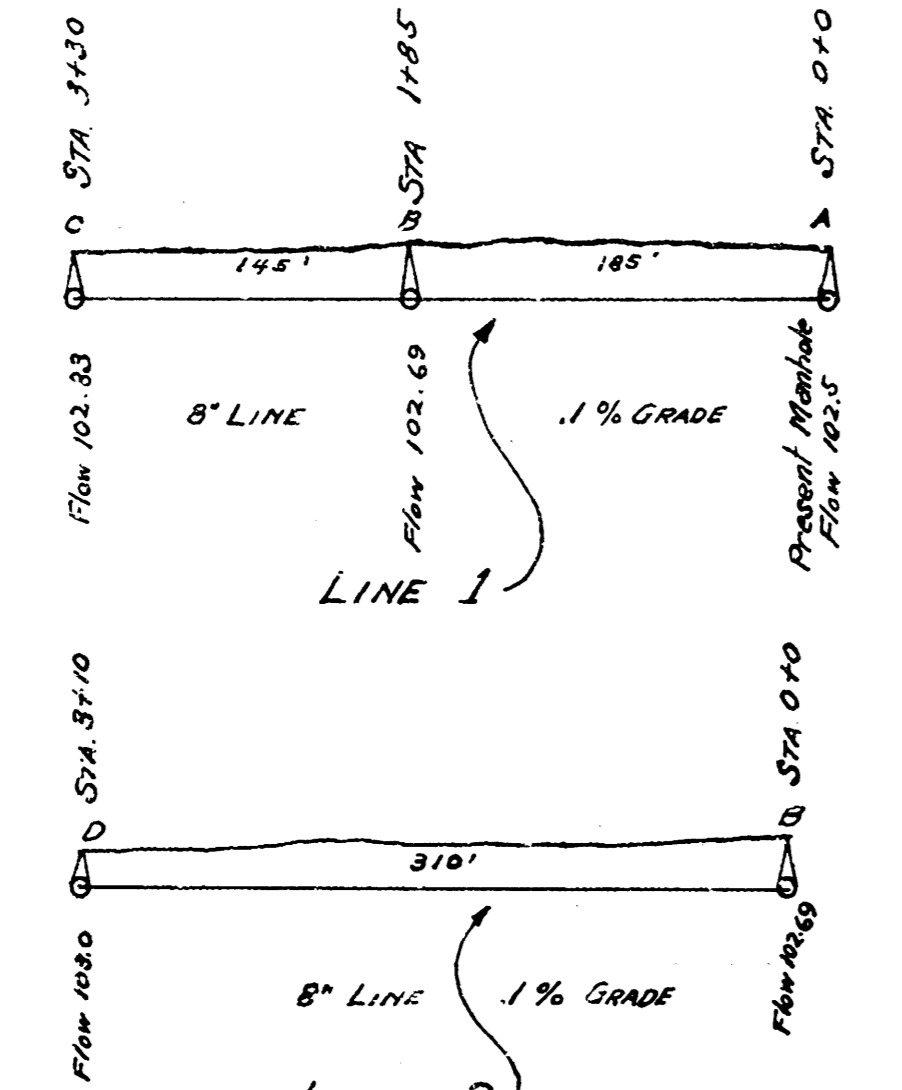 C STA. 3+30
B STA 1+85
A STA. 0+0
145'
185'
Flow 102.33
8" LINE
Flow 102.69
.1% GRADE
Present Manhole
Flow 102.5
LINE 1
D STA. 3+10
B STA. 0+0
310'
Flow 103.0
8" LINE
.1% GRADE
Flow 102.69